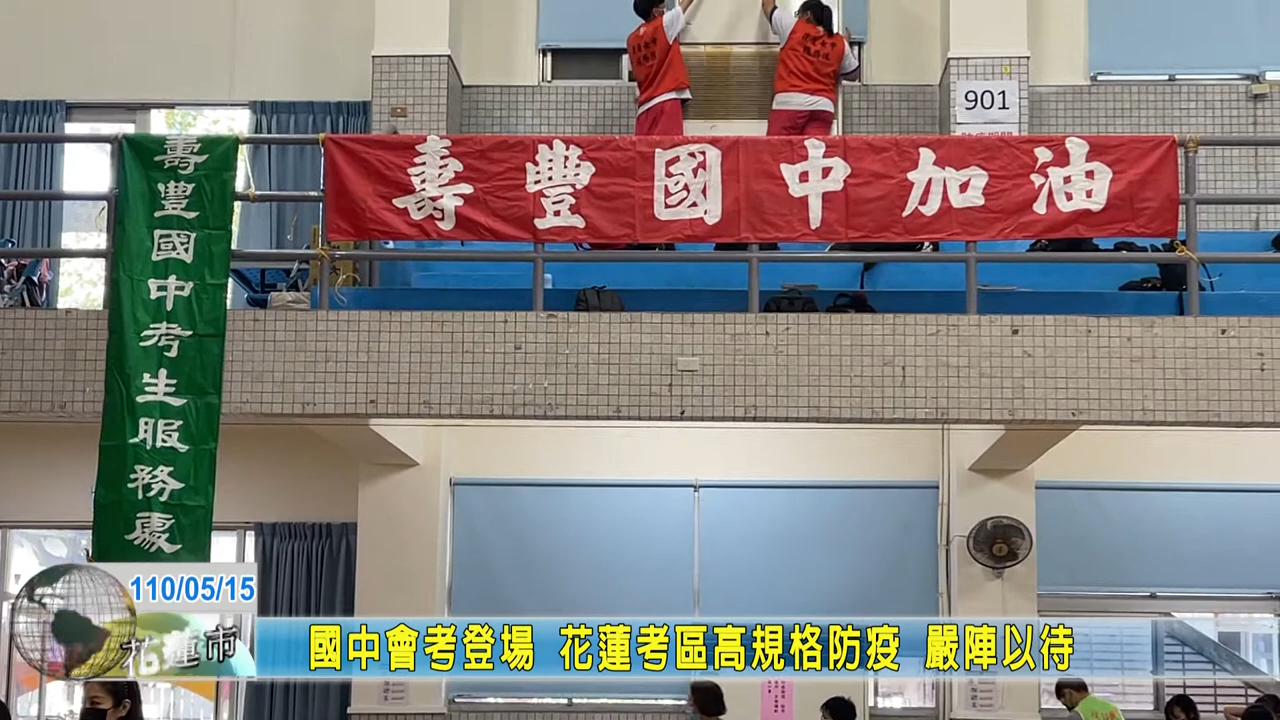 901
壽豐國中加油
壽豐國中考生服務處
110/05/15
花蓮市
國中會考登場 花蓮考區高規格防疫 嚴陣以待